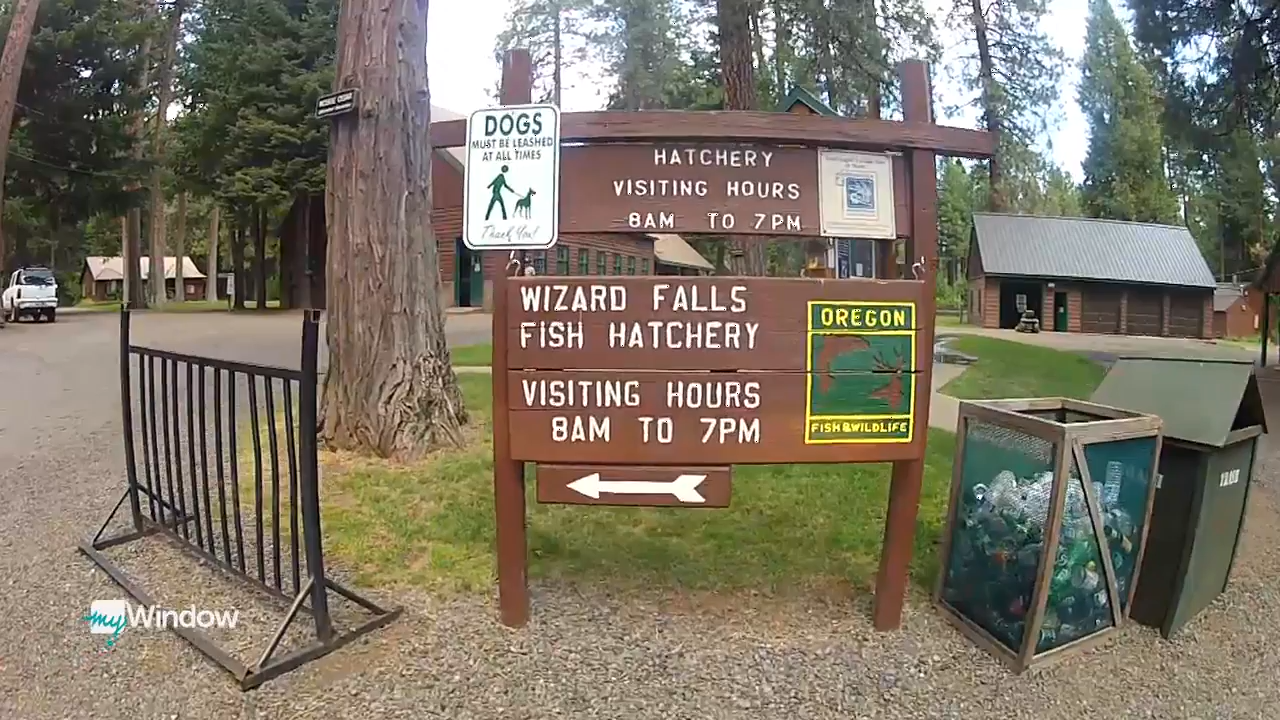 DOGS
MUST BE LEASHED
AT ALL TIMES
Thank You!
HATCHERY
VISITING HOURS
8AM TO 7PM
WIZARD FALLS
FISH HATCHERY
VISITING HOURS
8AM TO 7PM
OREGON
FISH & WILDLIFE
myWindow